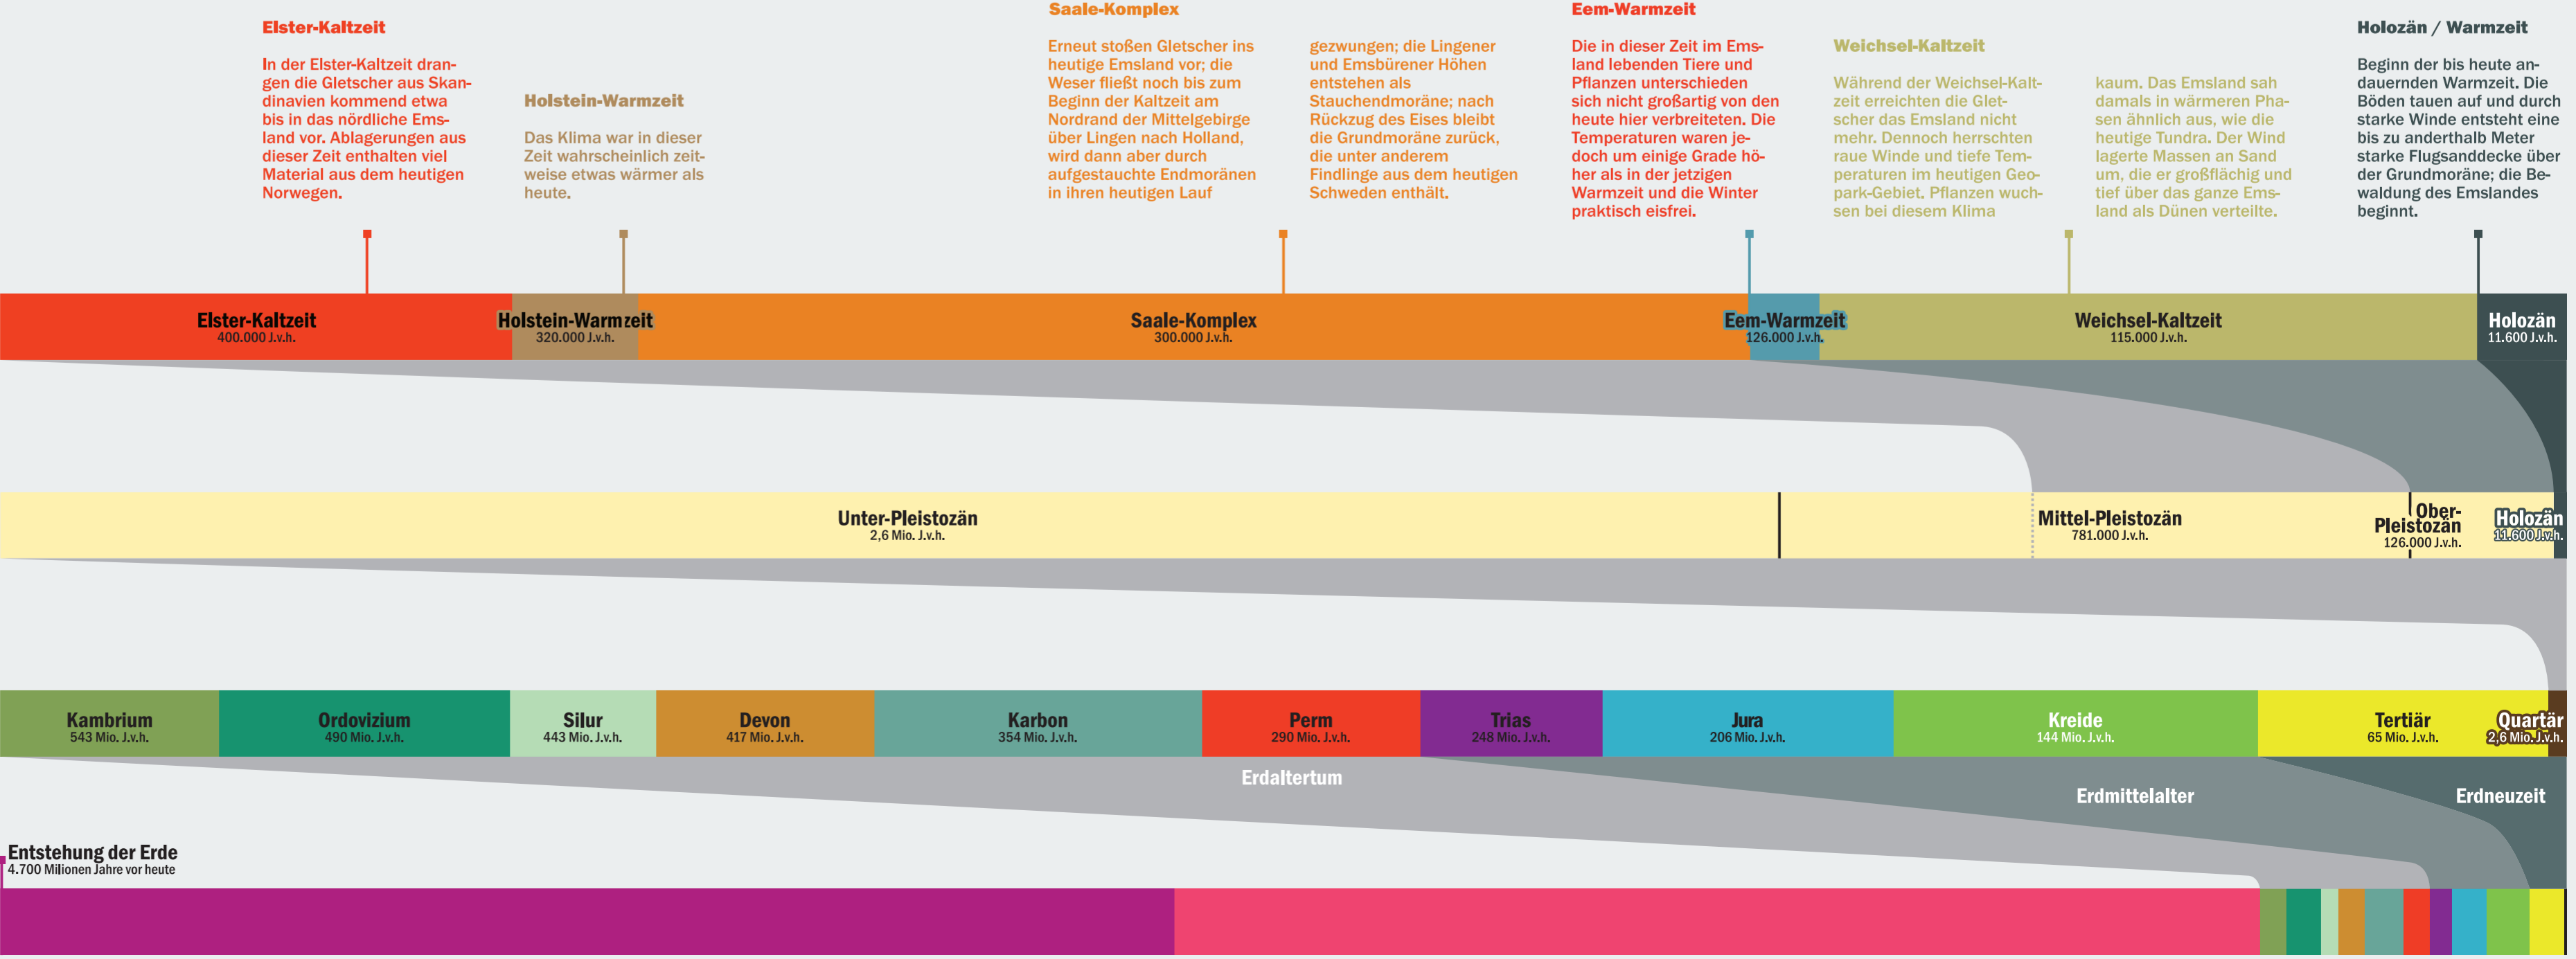 Elster-Kaltzeit
In der Elster-Kaltzeit dran-
gen die Gletscher aus Skan-
dinavien kommend etwa
bis in das nördliche Ems-
land vor. Ablagerungen aus
dieser Zeit enthalten viel
Material aus dem heutigen
Norwegen.
Holstein-Warmzeit
Das Klima war in dieser
Zeit wahrscheinlich zeit-
weise etwas wärmer als
heute.
Saale-Komplex
Erneut stoßen Gletscher ins
heutige Emsland vor; die
Weser fließt noch bis zum
Beginn der Kaltzeit am
Nordrand der Mittelgebirge
über Lingen nach Holland,
wird dann aber durch
aufgestauchte Endmoränen
in ihren heutigen Lauf
gezwungen; die Lingener
und Emsbürener Höhen
entstehen als
Stauchendmoräne; nach
Rückzug des Eises bleibt
die Grundmoräne zurück,
die unter anderem
Findlinge aus dem heutigen
Schweden enthält.
Eem-Warmzeit
Die in dieser Zeit im Ems-
land lebenden Tiere und
Pflanzen unterschieden
sich nicht großartig von den
heute hier verbreiteten. Die
Temperaturen waren je-
doch um einige Grade hö-
her als in der jetzigen
Warmzeit und die Winter
praktisch eisfrei.
Weichsel-Kaltzeit
Während der Weichsel-Kalt-
zeit erreichten die Glet-
scher das Emsland nicht
mehr. Dennoch herrschten
raue Winde und tiefe Tem-
peraturen im heutigen Geo-
park-Gebiet. Pflanzen wuch-
sen bei diesem Klima
kaum. Das Emsland sah
damals in wärmeren Pha-
sen ähnlich aus, wie die
heutige Tundra. Der Wind
lagerte Massen an Sand
um, die er großflächig und
tief über das ganze Ems-
land als Dünen verteilte.
Holozän / Warmzeit
Beginn der bis heute an-
dauernden Warmzeit. Die
Böden tauen auf und durch
starke Winde entsteht eine
bis zu anderthalb Meter
starke Flugsanddecke über
der Grundmoräne; die Be-
waldung des Emslandes
beginnt.
Elster-Kaltzeit
400.000 J.v.h.
Holstein-Warmzeit
320.000 J.v.h.
Saale-Komplex
300.000 J.v.h.
Eem-Warmzeit
126.000 J.v.h.
Weichsel-Kaltzeit
115.000 J.v.h.
Holozän
11.600 J.v.h.
Unter-Pleistozän
2,6 Mio. J.v.h.
Mittel-Pleistozän
781.000 J.v.h.
Ober-
Pleistozän
126.000 J.v.h.
Holozän
11.600 J.v.h.
Kambrium
543 Mio. J.v.h.
Ordovizium
490 Mio. J.v.h.
Silur
443 Mio. J.v.h.
Devon
417 Mio. J.v.h.
Karbon
354 Mio. J.v.h.
Perm
290 Mio. J.v.h.
Trias
248 Mio. J.v.h.
Jura
206 Mio. J.v.h.
Kreide
144 Mio. J.v.h.
Tertiär
65 Mio. J.v.h.
Quartär
2,6 Mio. J.v.h.
Erdaltertum
Erdmittelalter
Erdneuzeit
Entstehung der Erde
4.700 Milionen Jahre vor heute